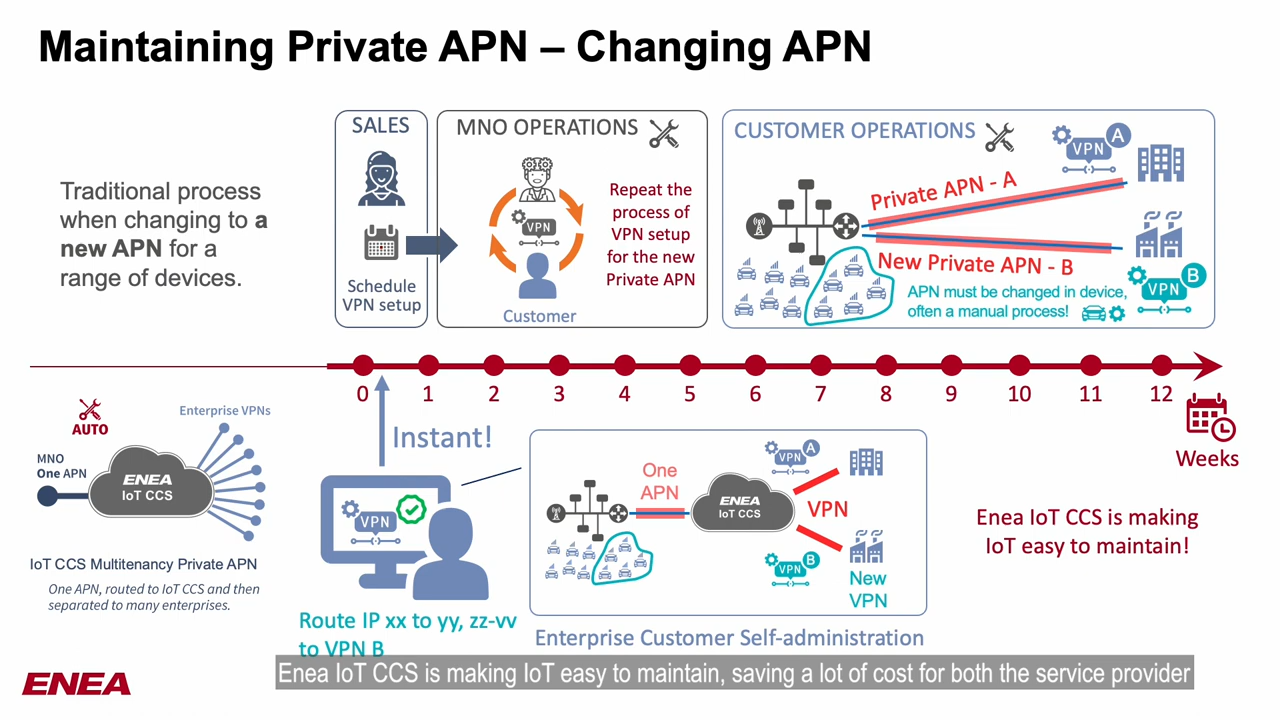 Maintaining Private APN – Changing APN
Traditional process
when changing to a
new APN for a
range of devices.
SALES
Schedule
VPN setup
MNO OPERATIONS
VPN
Customer
Repeat the
process of
VPN setup
for the new
Private APN
CUSTOMER OPERATIONS
VPN
A
Private APN - A
New Private APN - B
VPN
B
APN must be changed in device,
often a manual process!
0 1 2 3 4 5 6 7 8 9 10 11 12
Weeks
AUTO
Enterprise VPNs
MNO
One APN
ENEA
IoT CCS
IoT CCS Multitenancy Private APN
One APN, routed to IoT CCS and then
separated to many enterprises.
Instant!
VPN
Route IP xx to yy, zz-vv
to VPN B
One
APN
ENEA
IoT CCS
VPN
A
VPN
VPN
B
New
VPN
Enterprise Customer Self-administration
Enea IoT CCS is making
IoT easy to maintain!
ENEA
Enea IoT CCS is making IoT easy to maintain, saving a lot of cost for both the service provider